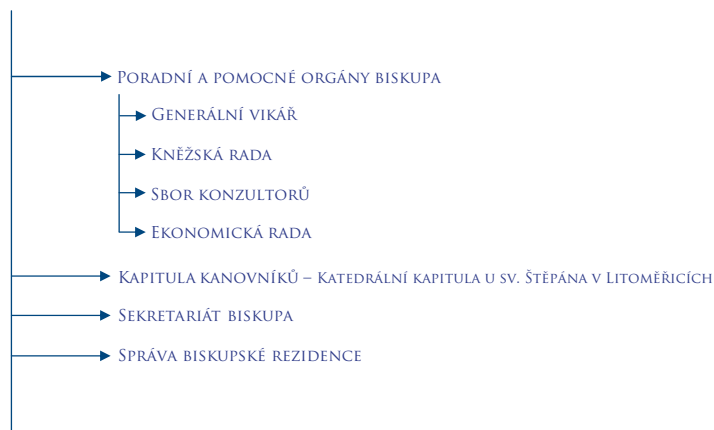 Poradní a pomocné orgány biskupa
Generální vikář
Kněžská rada
Sbor konzultorů
Ekonomická rada
Kapitula kanovníků – Katedrální kapitula u sv. Štěpána v Litoměřicích
Sekretariát biskupa
Správa biskupské rezidence